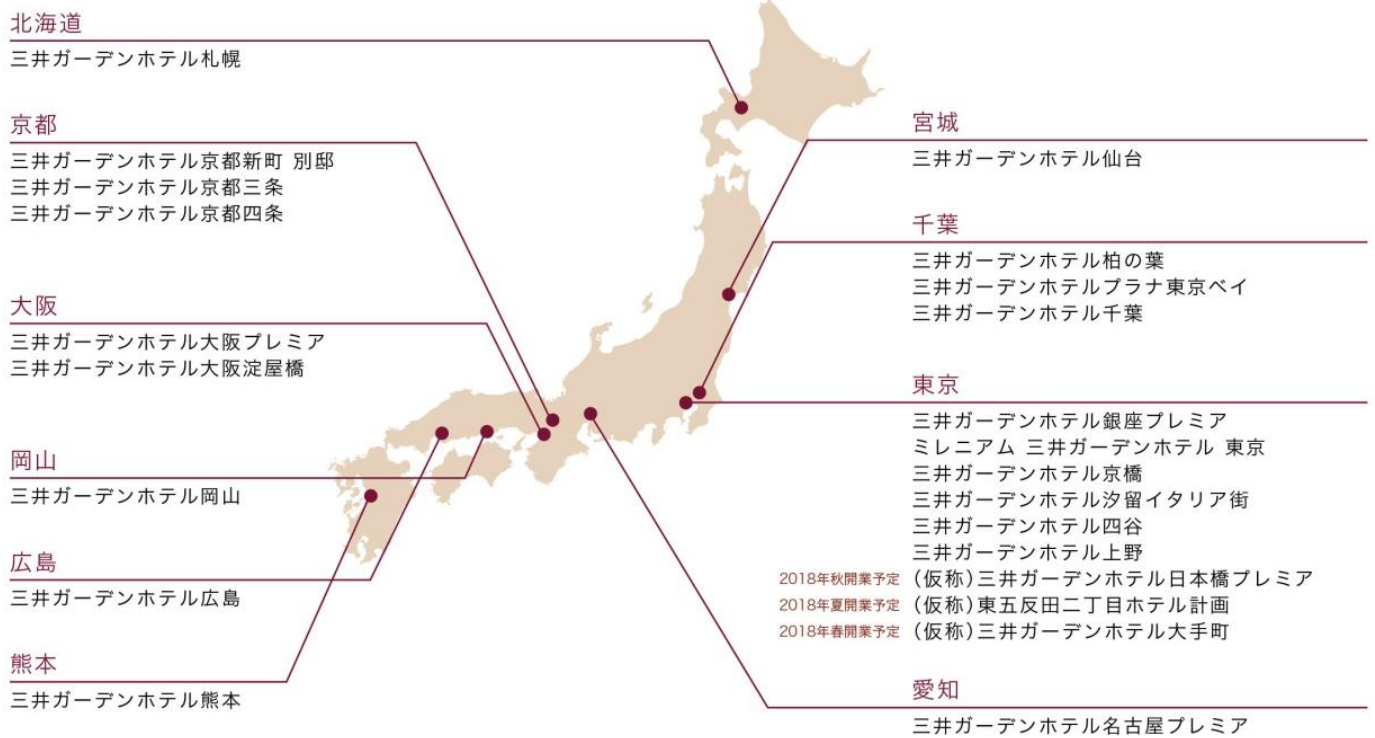 北海道
三井ガーデンホテル札幌
京都
三井ガーデンホテル京都新町 別邸
三井ガーデンホテル京都三条
三井ガーデンホテル京都四条
大阪
三井ガーデンホテル大阪プレミア
三井ガーデンホテル大阪淀屋橋
岡山
三井ガーデンホテル岡山
広島
三井ガーデンホテル広島
熊本
三井ガーデンホテル熊本
宮城
三井ガーデンホテル仙台
千葉
三井ガーデンホテル柏の葉
三井ガーデンホテルプラナ東京ベイ
三井ガーデンホテル千葉
東京
三井ガーデンホテル銀座プレミア
ミレニアム 三井ガーデンホテル 東京
三井ガーデンホテル京橋
三井ガーデンホテル汐留イタリア街
三井ガーデンホテル四谷
三井ガーデンホテル上野
2018年秋開業予定 (仮称)三井ガーデンホテル日本橋プレミア
2018年夏開業予定 (仮称)東五反田二丁目ホテル計画
2018年春開業予定 (仮称)三井ガーデンホテル大手町
愛知
三井ガーデンホテル名古屋プレミア